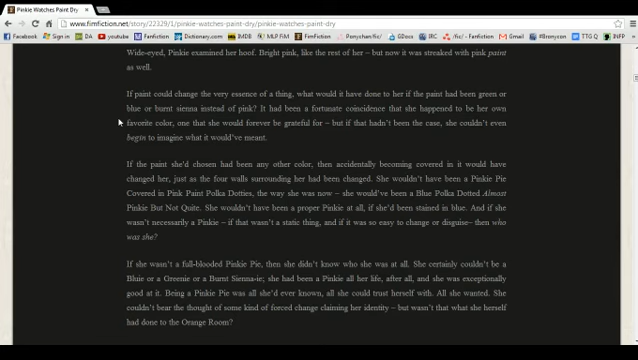 Pinkie Watches Paint Dry
www.fimfiction.net/story/22329/1/pinkie-watches-paint-dry/pinkie-watches-paint-dry
Facebook Sign in DA youtube fanfiction.net IMDb MLP FiM FimFiction Ponychan/fic/ Google Docs IRC /fic/ - fanfiction #Bronycon TTG Q EqD
Wide-eyed, Pinkie examined her hoof. Bright pink, like the rest of her – but now it was streaked with pink paint
as well.
If paint could change the very essence of a thing, what would it have done to her if the paint had been green or
blue or burnt sienna instead of pink? It had been a fortunate coincidence that she happened to be her own
favorite color, one that she would forever be grateful for – but if that hadn't been the case, she couldn't even
begin to imagine what it would've meant.
If the paint she'd chosen had been any other color, then accidentally becoming covered in it would have
changed her, just as the four walls surrounding her had been changed. She wouldn't have been a Pinkie Pie
Covered in Pink Paint Polka Dotties, the way she was now – she would've been a Blue Polka Dotted Almost
Pinkie But Not Quite. She wouldn't have been a proper Pinkie at all, if she'd been stained in blue. And if she
wasn't necessarily a Pinkie – if that wasn't a static thing, and if it was so easy to change or disguise– then who
was she?
If she wasn't a full-blooded Pinkie Pie, then she didn't know who she was at all. She certainly couldn't be a
Bluie or a Greenie or a Burnt Sienna-ie; she had been a Pinkie all her life, after all, and she was exceptionally
good at it. Being a Pinkie Pie was all she'd ever known, all she could trust herself with. All she wanted. She
couldn't bear the thought of some kind of forced change claiming her identity – but wasn't that what she herself
had done to the Orange Room?